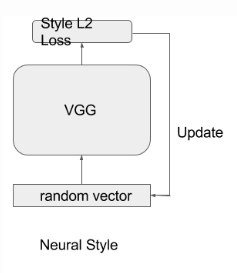 Style L2
Loss
VGG
Update
random vector
Neural Style